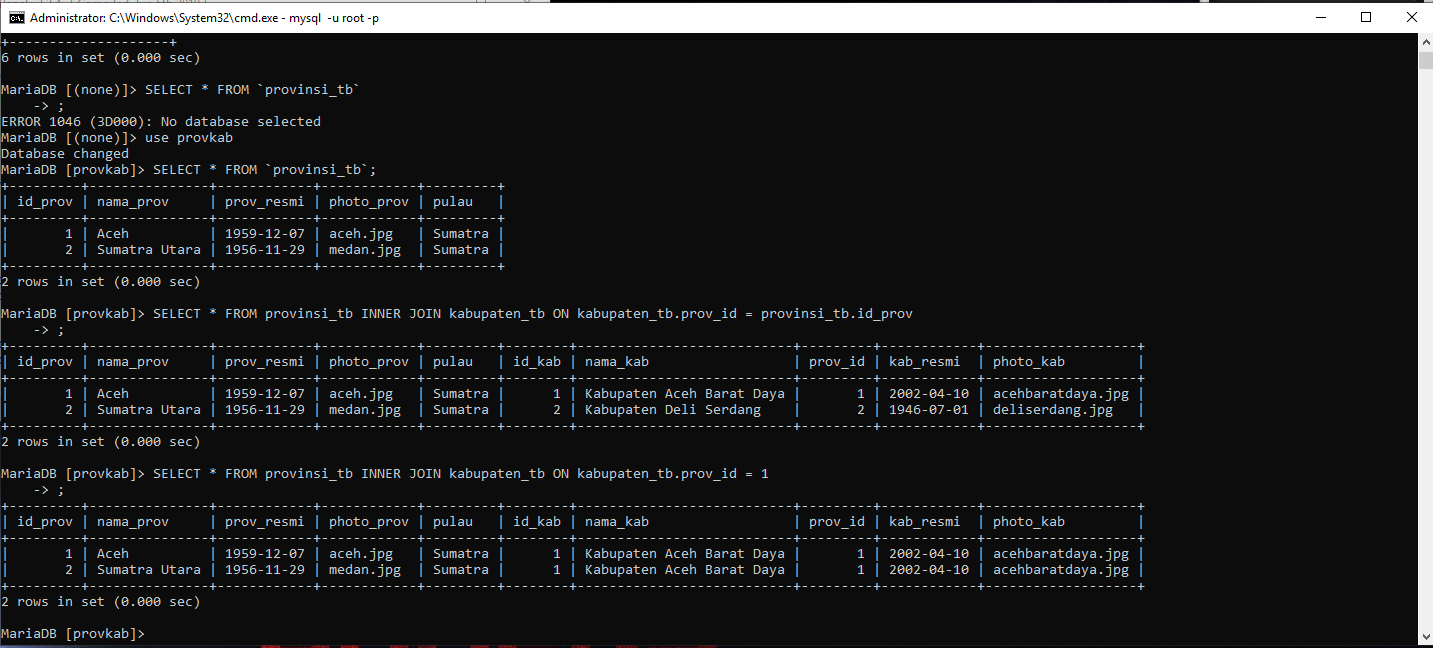 Administrator: C:\Windows\System32\cmd.exe - mysql -u root -p
+--------------------+
6 rows in set (0.000 sec)
MariaDB [(none)]> SELECT * FROM `provinsi_tb`
    -> ;
ERROR 1046 (3D000): No database selected
MariaDB [(none)]> use provkab
Database changed
MariaDB [provkab]> SELECT * FROM `provinsi_tb`;
+---------+---------------+------------+------------+---------+
| id_prov | nama_prov     | prov_resmi | photo_prov | pulau   |
+---------+---------------+------------+------------+---------+
|       1 | Aceh          | 1959-12-07 | aceh.jpg   | Sumatra |
|       2 | Sumatra Utara | 1956-11-29 | medan.jpg  | Sumatra |
+---------+---------------+------------+------------+---------+
2 rows in set (0.000 sec)
MariaDB [provkab]> SELECT * FROM provinsi_tb INNER JOIN kabupaten_tb ON kabupaten_tb.prov_id = provinsi_tb.id_prov
    -> ;
+---------+---------------+------------+------------+---------+--------+---------------------------+---------+------------+-------------------+
| id_prov | nama_prov     | prov_resmi | photo_prov | pulau   | id_kab | nama_kab                  | prov_id | kab_resmi  | photo_kab         |
+---------+---------------+------------+------------+---------+--------+---------------------------+---------+------------+-------------------+
|       1 | Aceh          | 1959-12-07 | aceh.jpg   | Sumatra |      1 | Kabupaten Aceh Barat Daya |       1 | 2002-04-10 | acehbaratdaya.jpg |
|       2 | Sumatra Utara | 1956-11-29 | medan.jpg  | Sumatra |      2 | Kabupaten Deli Serdang    |       2 | 1946-07-01 | deliserdang.jpg   |
+---------+---------------+------------+------------+---------+--------+---------------------------+---------+------------+-------------------+
2 rows in set (0.000 sec)
MariaDB [provkab]> SELECT * FROM provinsi_tb INNER JOIN kabupaten_tb ON kabupaten_tb.prov_id = 1
    -> ;
+---------+---------------+------------+------------+---------+--------+---------------------------+---------+------------+-------------------+
| id_prov | nama_prov     | prov_resmi | photo_prov | pulau   | id_kab | nama_kab                  | prov_id | kab_resmi  | photo_kab         |
+---------+---------------+------------+------------+---------+--------+---------------------------+---------+------------+-------------------+
|       1 | Aceh          | 1959-12-07 | aceh.jpg   | Sumatra |      1 | Kabupaten Aceh Barat Daya |       1 | 2002-04-10 | acehbaratdaya.jpg |
|       2 | Sumatra Utara | 1956-11-29 | medan.jpg  | Sumatra |      1 | Kabupaten Aceh Barat Daya |       1 | 2002-04-10 | acehbaratdaya.jpg |
+---------+---------------+------------+------------+---------+--------+---------------------------+---------+------------+-------------------+
2 rows in set (0.000 sec)
MariaDB [provkab]>